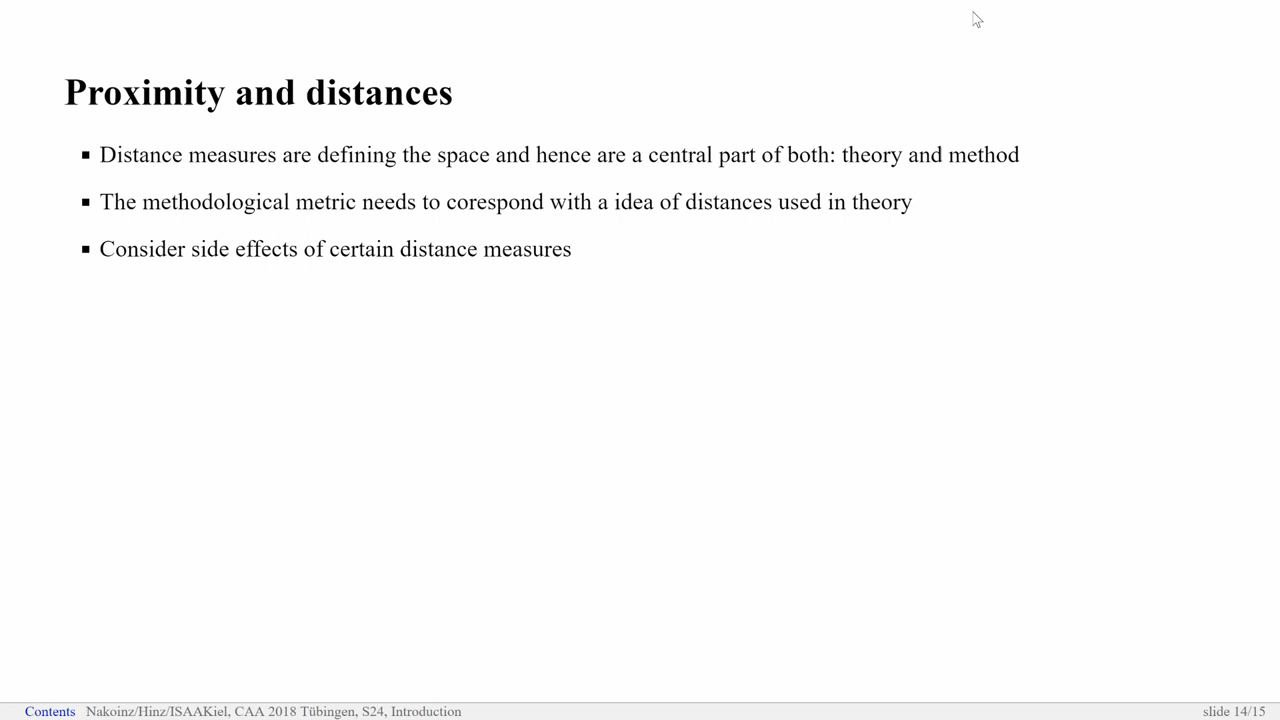 Proximity and distances
▪ Distance measures are defining the space and hence are a central part of both: theory and method
▪ The methodological metric needs to corespond with a idea of distances used in theory
▪ Consider side effects of certain distance measures
Contents Nakoinz/Hinz/ISAAKiel, CAA 2018 Tübingen, S24, Introduction slide 14/15